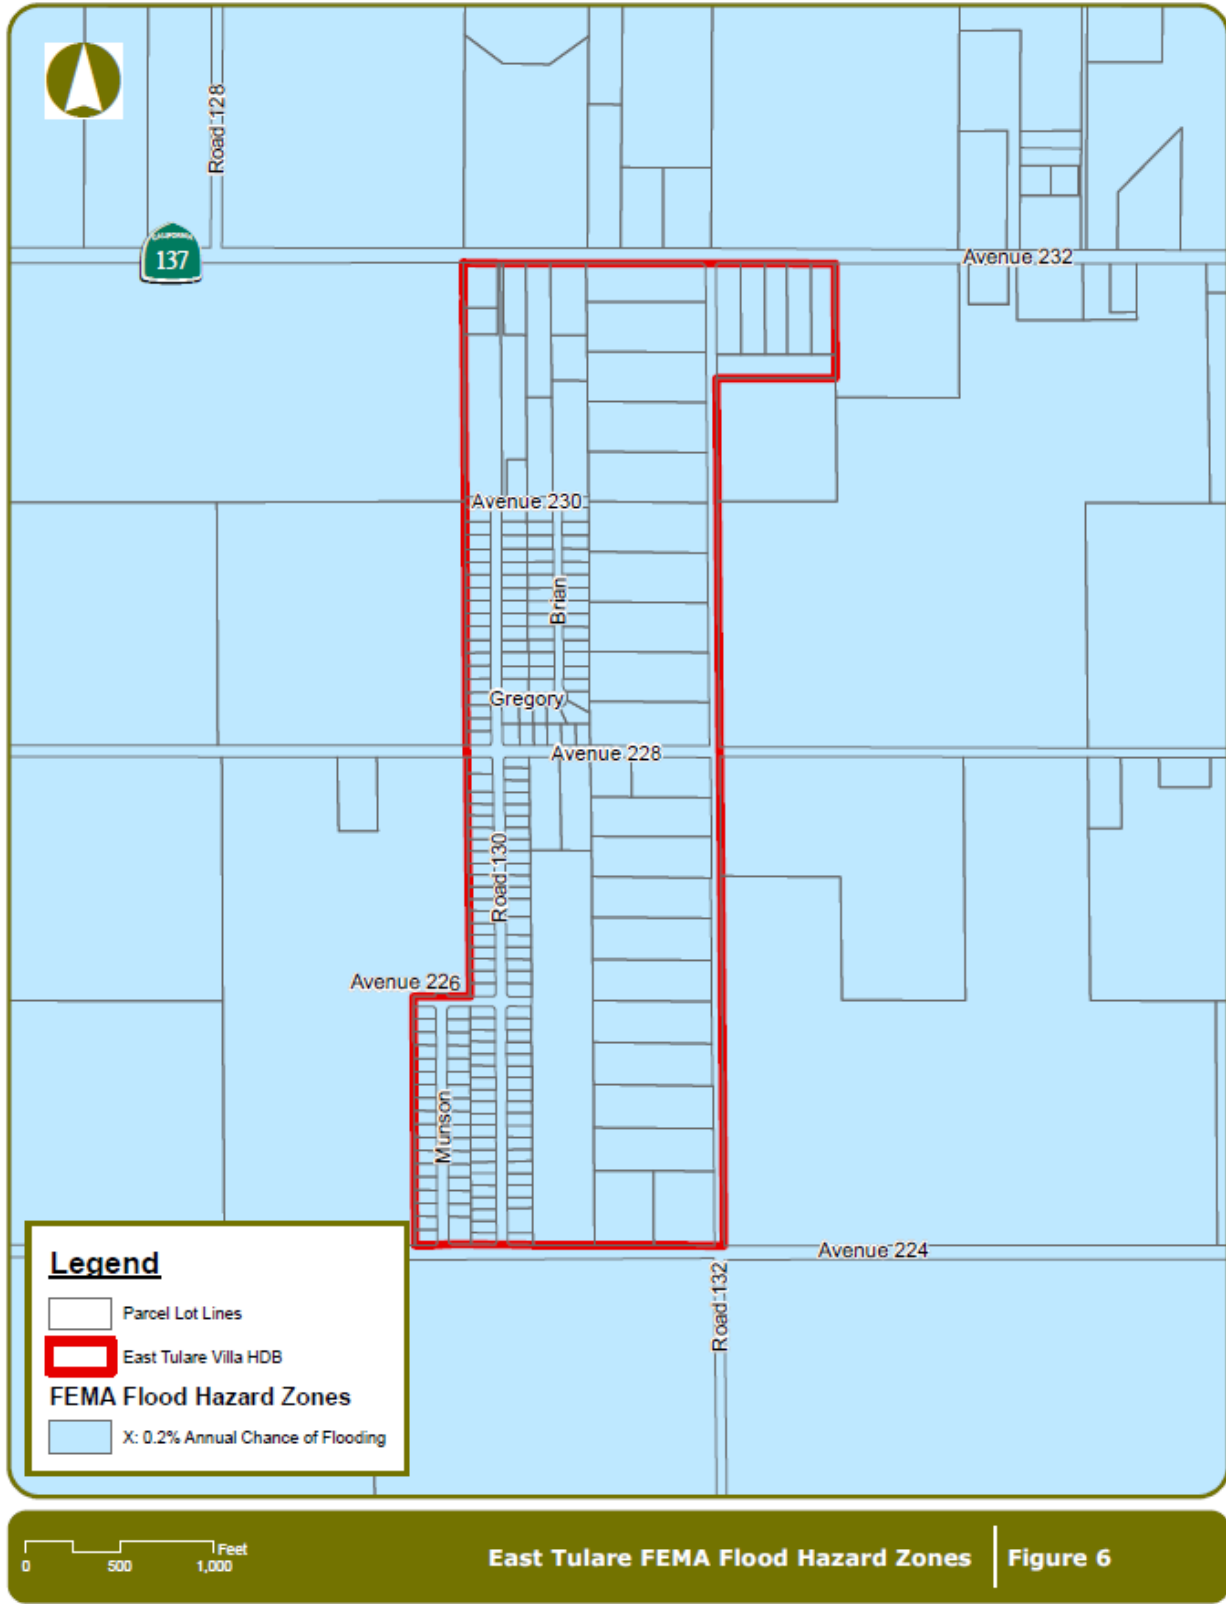 Road 128
CALIFORNIA
137
Avenue 232
Avenue 230
Brian
Gregory
Avenue 228
Road 130
Avenue 226
Munson
Avenue 224
Road 132
Legend
Parcel Lot Lines
East Tulare Villa HDB
FEMA Flood Hazard Zones
X: 0.2% Annual Chance of Flooding
Feet
0 500 1,000
East Tulare FEMA Flood Hazard Zones
Figure 6